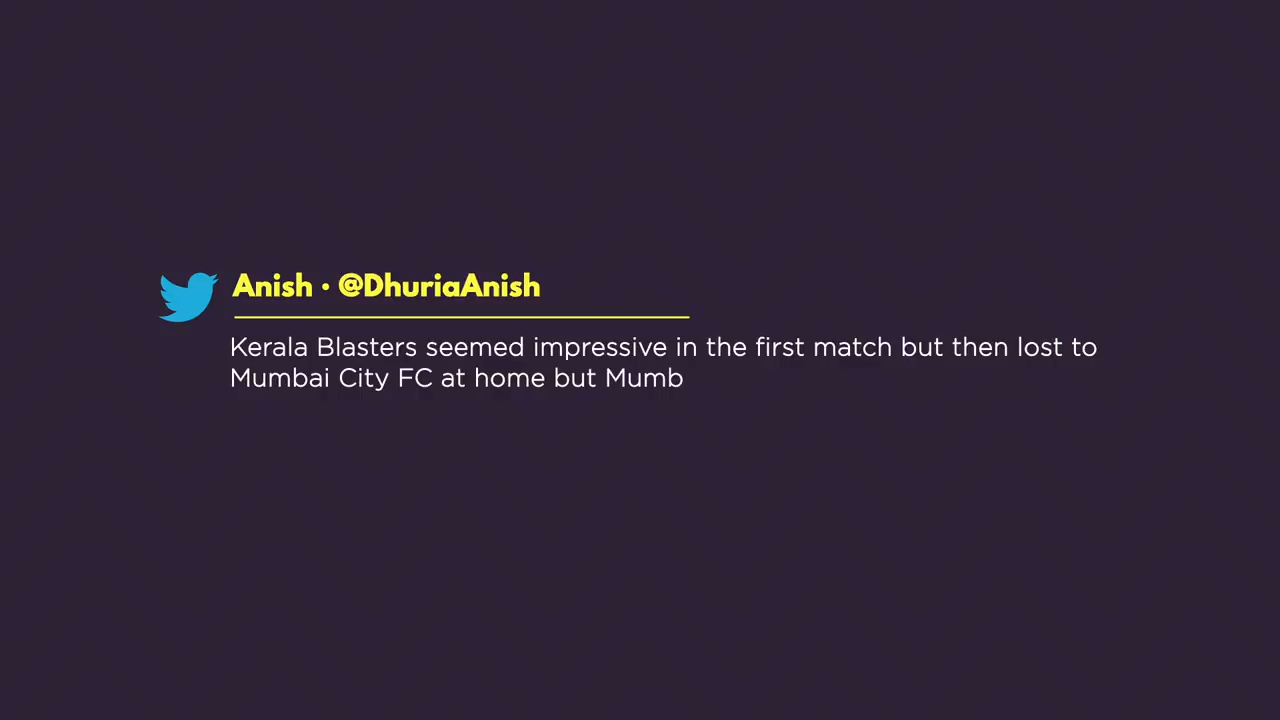 Anish • @DhuriaAnish
Kerala Blasters seemed impressive in the first match but then lost to
Mumbai City FC at home but Mumb